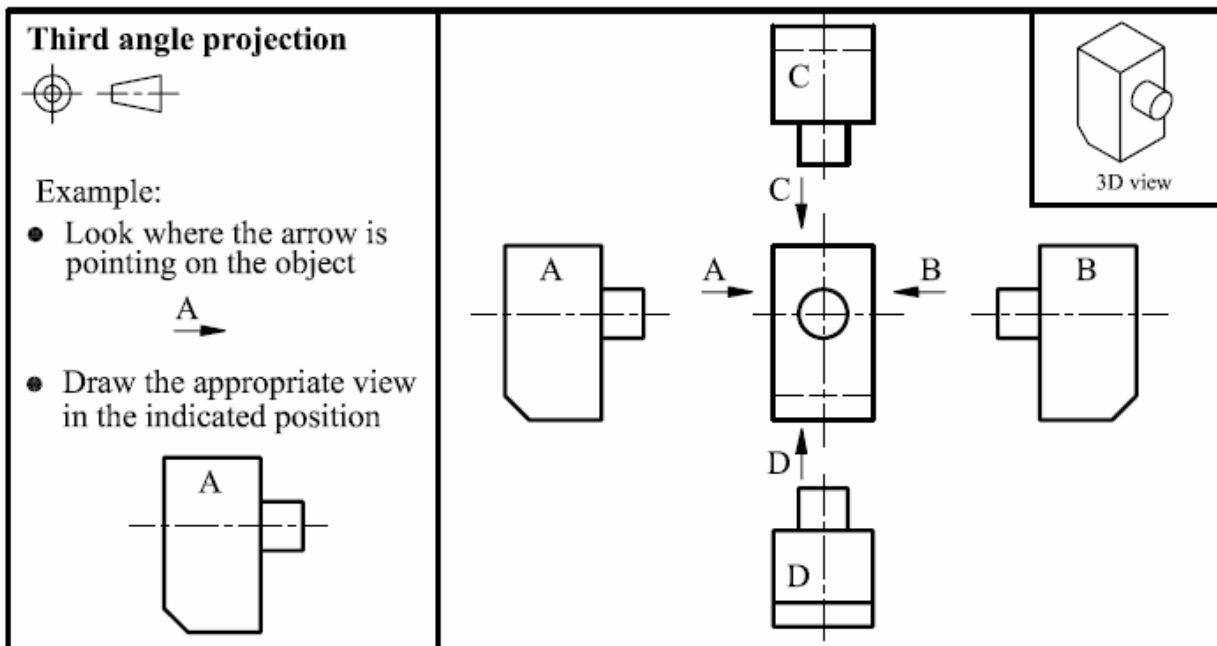 Third angle projection
Example:
● Look where the arrow is
pointing on the object
A
● Draw the appropriate view
in the indicated position
A
C
C
A
A
B
B
D
D
3D view